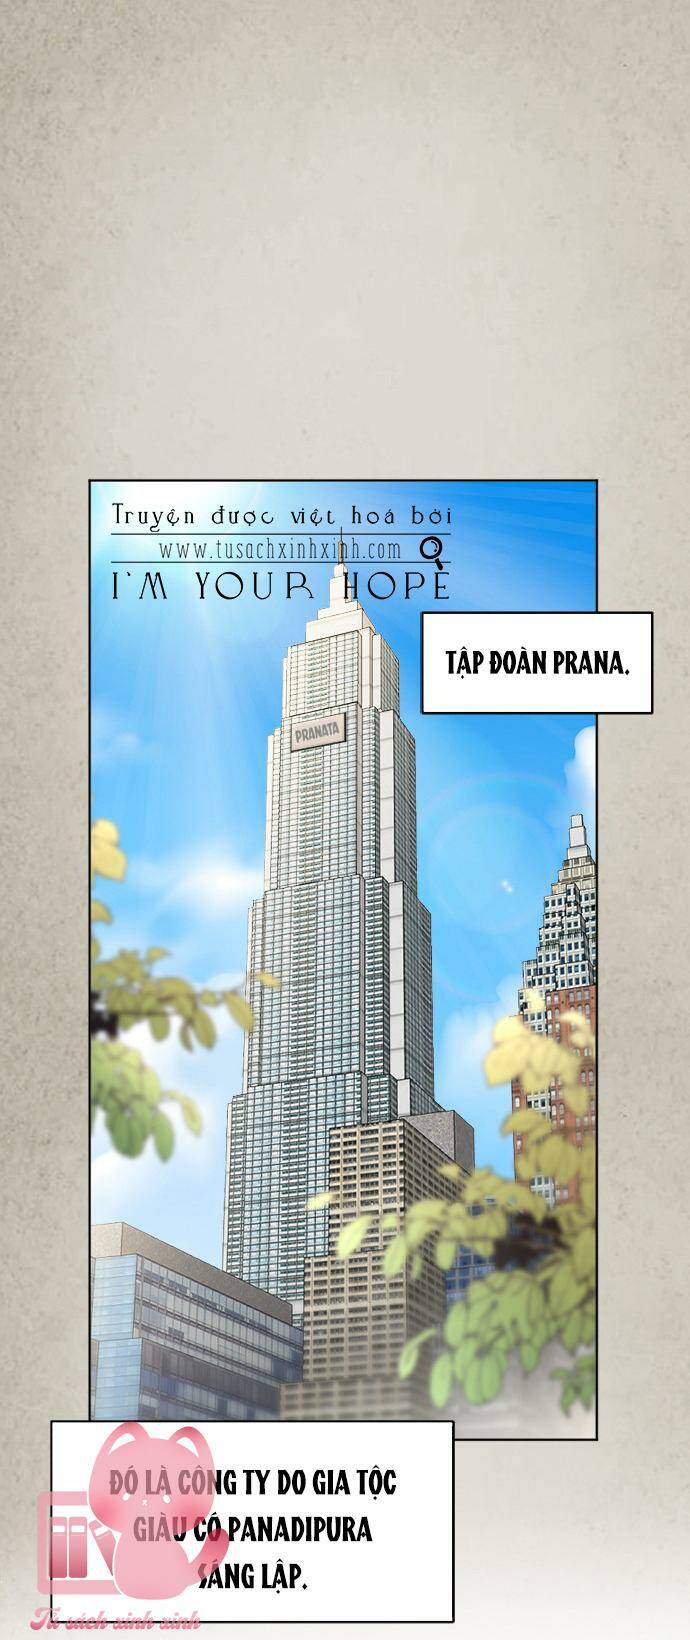 Truyện được việt hoá bởi
www.tusachxinhxinh.com
I'M YOUR HOPE
TẬP ĐOÀN PRANA.
PRANATA
ĐÓ LÀ CÔNG TY DO GIA TỘC
GIÀU CÓ PANADIPURA
SÁNG LẬP.
Tủ sách xinh xinh